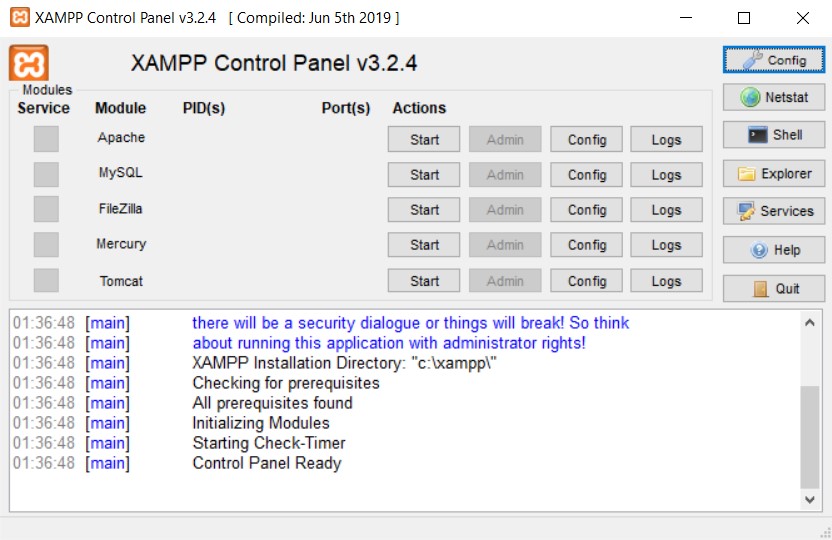 XAMPP Control Panel v3.2.4 [ Compiled: Jun 5th 2019 ]
XAMPP Control Panel v3.2.4
Config
Modules
Service Module PID(s) Port(s) Actions
Netstat
Apache Start Admin Config Logs
Shell
MySQL Start Admin Config Logs
Explorer
FileZilla Start Admin Config Logs
Services
Mercury Start Admin Config Logs
Help
Tomcat Start Admin Config Logs
Quit
01:36:48 [main] there will be a security dialogue or things will break! So think
01:36:48 [main] about running this application with administrator rights!
01:36:48 [main] XAMPP Installation Directory: "c:\xampp\"
01:36:48 [main] Checking for prerequisites
01:36:48 [main] All prerequisites found
01:36:48 [main] Initializing Modules
01:36:48 [main] Starting Check-Timer
01:36:48 [main] Control Panel Ready